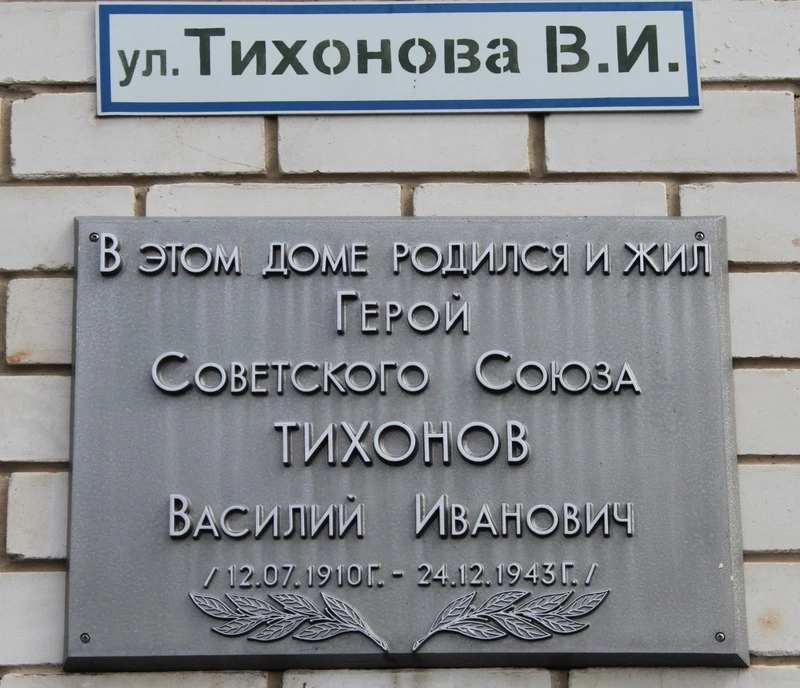 ул. Тихонова В.И.
В этом доме родился и жил
Герой
Советского Союза
ТИХОНОВ
Василий Иванович
/12.07.1910г. - 24.12.1943г./